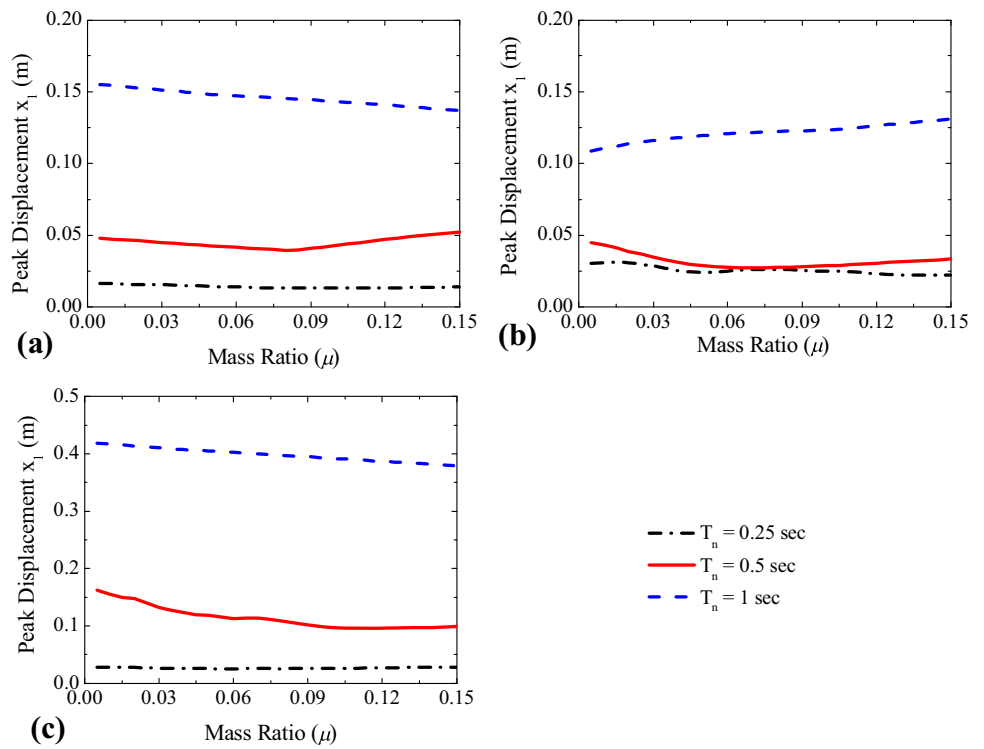 0.20
0.15
0.10
0.05
0.00
Peak Displacement x1 (m)
0.00 0.03 0.06 0.09 0.12 0.15
Mass Ratio (μ)
(a)
0.20
0.15
0.10
0.05
0.00
Peak Displacement x1 (m)
0.00 0.03 0.06 0.09 0.12 0.15
Mass Ratio (μ)
(b)
0.5
0.4
0.3
0.2
0.1
0.0
Peak Displacement x1 (m)
0.00 0.03 0.06 0.09 0.12 0.15
Mass Ratio (μ)
(c)
Tn = 0.25 sec
Tn = 0.5 sec
Tn = 1 sec